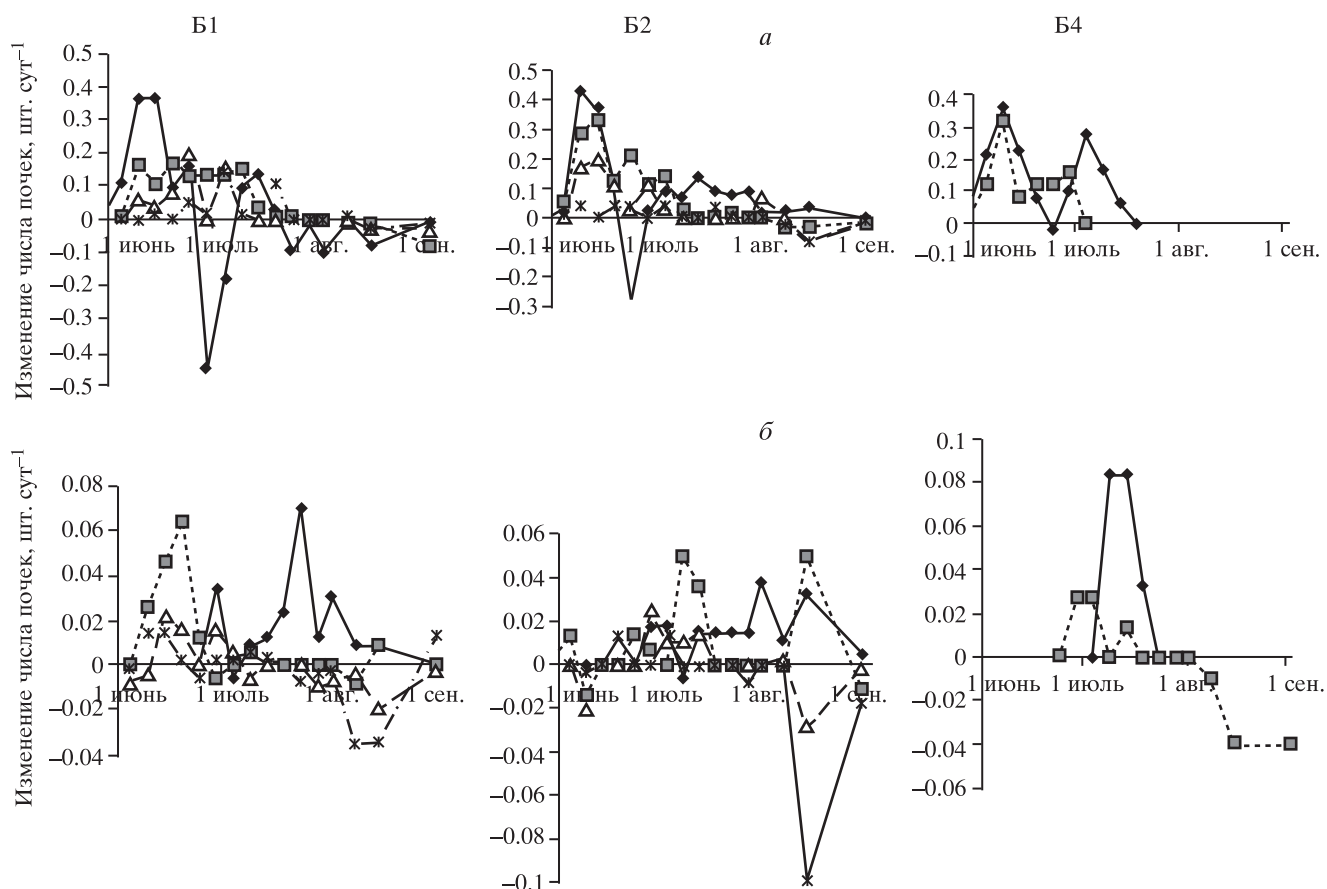 Б1
Б2
а
Б4
Изменение числа почек, шт. сут⁻¹
0.5
0.4
0.3
0.2
0.1
0
–0.1
–0.2
–0.3
–0.4
–0.5
1 июнь
1 июль
1 авг.
1 сен.
0.5
0.4
0.3
0.2
0.1
0
–0.1
–0.2
–0.3
1 июнь
1 июль
1 авг.
1 сен.
0.4
0.3
0.2
0.1
0
–0.1
1 июнь
1 июль
1 авг.
1 сен.
б
Изменение числа почек, шт. сут⁻¹
0.08
0.06
0.04
0.02
0
–0.02
–0.04
1 июнь
1 июль
1 авг.
1 сен.
0.06
0.04
0.02
0
–0.02
–0.04
–0.06
–0.08
–0.1
1 июнь
1 июль
1 авг.
1 сен.
0.1
0.08
0.06
0.04
0.02
0
–0.02
–0.04
–0.06
1 июнь
1 июль
1 авг.
1 сен.